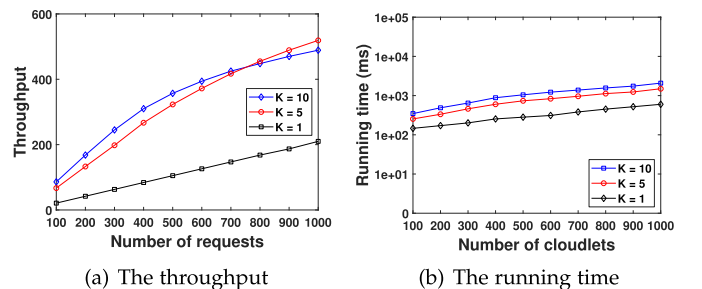 600
400
200
0
Throughput
K = 10
K = 5
K = 1
100 200 300 400 500 600 700 800 900 1000
Number of requests
(a) The throughput
1e+05
1e+04
1e+03
1e+02
1e+01
0
Running time (ms)
K = 10
K = 5
K = 1
100 200 300 400 500 600 700 800 900 1000
Number of cloudlets
(b) The running time